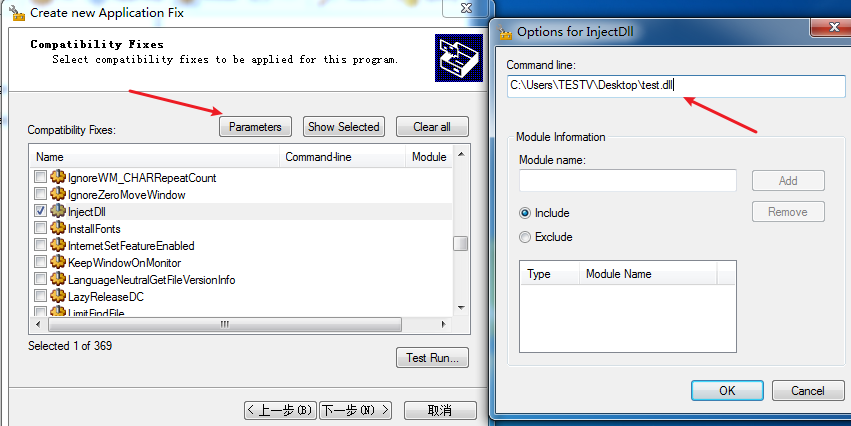 Create new Application Fix
Compatibility Fixes
Select compatibility fixes to be applied for this program.
Compatibility Fixes:
Parameters
Show Selected
Clear all
Name Command-line Module
IgnoreWM_CHARRepeatCount
IgnoreZeroMoveWindow
InjectDll
InstallFonts
InternetSetFeatureEnabled
KeepWindowOnMonitor
LanguageNeutralGetFileVersionInfo
LazyReleaseDC
LimitFindFile
Selected 1 of 369
Test Run...
< 上一步(B)
下一步(N) >
取消
Options for InjectDll
Command line:
C:\Users\TESTV\Desktop\test.dll
Module Information
Module name:
Add
Include
Remove
Exclude
Type Module Name
OK
Cancel